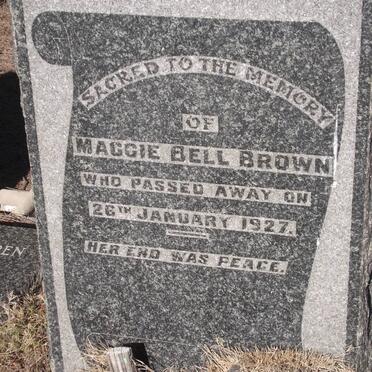 SACRED TO THE MEMORY
OF
MAGGIE BELL BROWN
WHO PASSED AWAY ON
26TH JANUARY 1927.
HER END WAS PEACE.